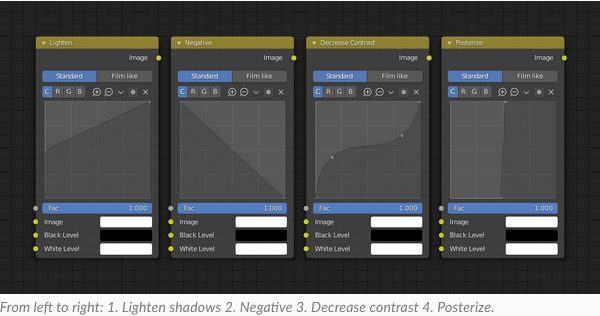 Lighten Negative Decrease Contrast Posterize
Image Image Image Image
Standard Film like Standard Film like Standard Film like Standard Film like
C R G B C R G B C R G B C R G B
Fac 1.000 Fac 1.000 Fac 1.000 Fac 1.000
Image Image Image Image
Black Level Black Level Black Level Black Level
White Level White Level White Level White Level
From left to right: 1. Lighten shadows 2. Negative 3. Decrease contrast 4. Posterize.